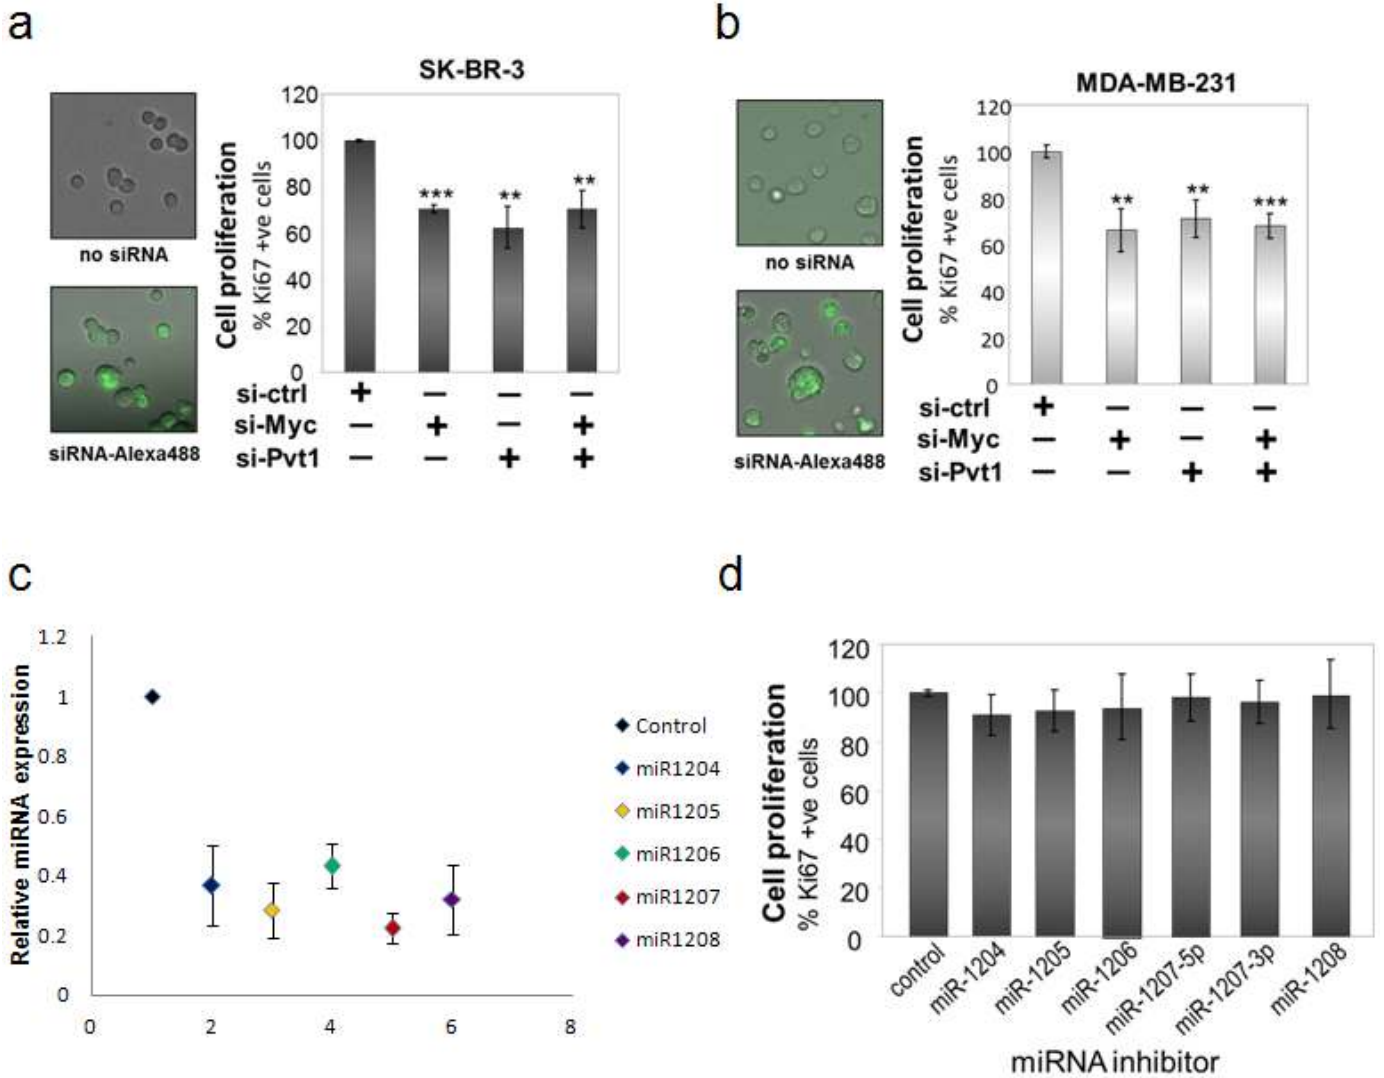 a
SK-BR-3
no siRNA
siRNA-Alexa488
Cell proliferation
% Ki67 +ve cells
120
100
80
60
40
20
0
***
**
**
si-ctrl + – – –
si-Myc – + – +
si-Pvt1 – – + +
b
MDA-MB-231
no siRNA
siRNA-Alexa488
Cell proliferation
% Ki67 +ve cells
120
100
80
60
40
20
0
**
**
***
si-ctrl + – – –
si-Myc – + – +
si-Pvt1 – – + +
c
Relative miRNA expression
1.2
1
0.8
0.6
0.4
0.2
0
0 2 4 6 8
Control
miR1204
miR1205
miR1206
miR1207
miR1208
d
Cell proliferation
% Ki67 +ve cells
120
100
80
60
40
20
0
control
miR-1204
miR-1205
miR-1206
miR-1207-5p
miR-1207-3p
miR-1208
miRNA inhibitor